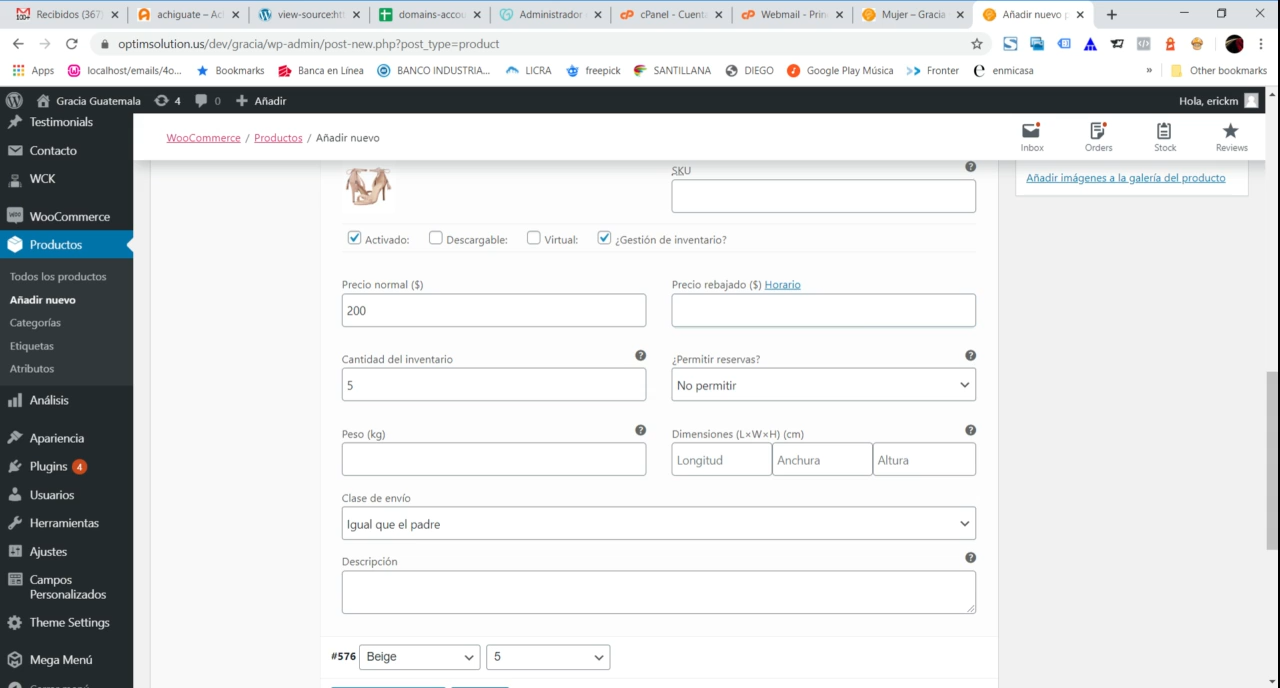 Recibidos (367)
achiguate – Ac
view-source:ht
domains-accou
Administrador
cPanel - Cuent
Webmail - Prin
Mujer – Gracia
Añadir nuevo p
optimsolution.us/dev/gracia/wp-admin/post-new.php?post_type=product
Apps
localhost/emails/4o...
Bookmarks
Banca en Línea
BANCO INDUSTRIA...
LICRA
freepick
SANTILLANA
DIEGO
Google Play Música
Fronter
enmicasa
»
Other bookmarks
Gracia Guatemala
4
0
Añadir
Hola, erickm
Testimonials
Contacto
WCK
WooCommerce
Productos
Todos los productos
Añadir nuevo
Categorías
Etiquetas
Atributos
Análisis
Apariencia
Plugins 4
Usuarios
Herramientas
Ajustes
Campos
Personalizados
Theme Settings
Mega Menú
WooCommerce / Productos / Añadir nuevo
Inbox
Orders
Stock
Reviews
Añadir imágenes a la galería del producto
SKU
Activado:
Descargable:
Virtual:
¿Gestión de inventario?
Precio normal ($)
200
Precio rebajado ($) Horario
Cantidad del inventario
5
¿Permitir reservas?
No permitir
Peso (kg)
Dimensiones (L×W×H) (cm)
Longitud
Anchura
Altura
Clase de envío
Igual que el padre
Descripción
#576
Beige
5